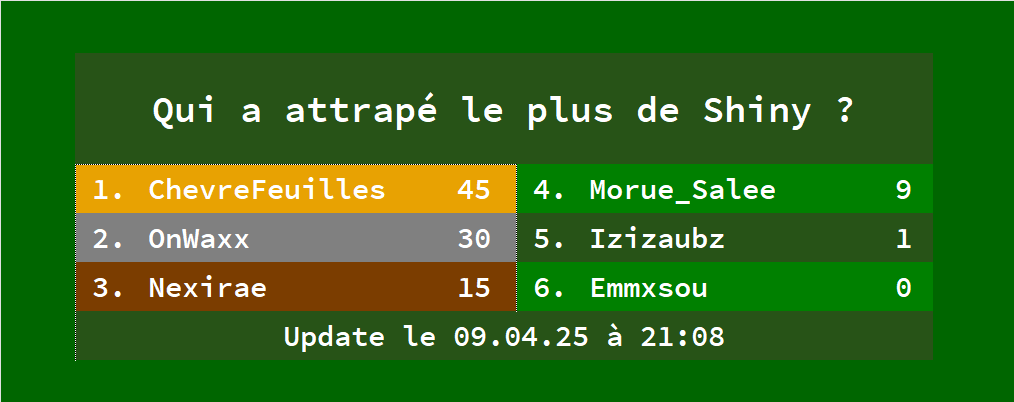 Qui a attrapé le plus de Shiny ?
1. ChevreFeuilles 45
2. OnWaxx 30
3. Nexirae 15
4. Morue_Salee 9
5. Izizaubz 1
6. Emmxsou 0
Update le 09.04.25 à 21:08